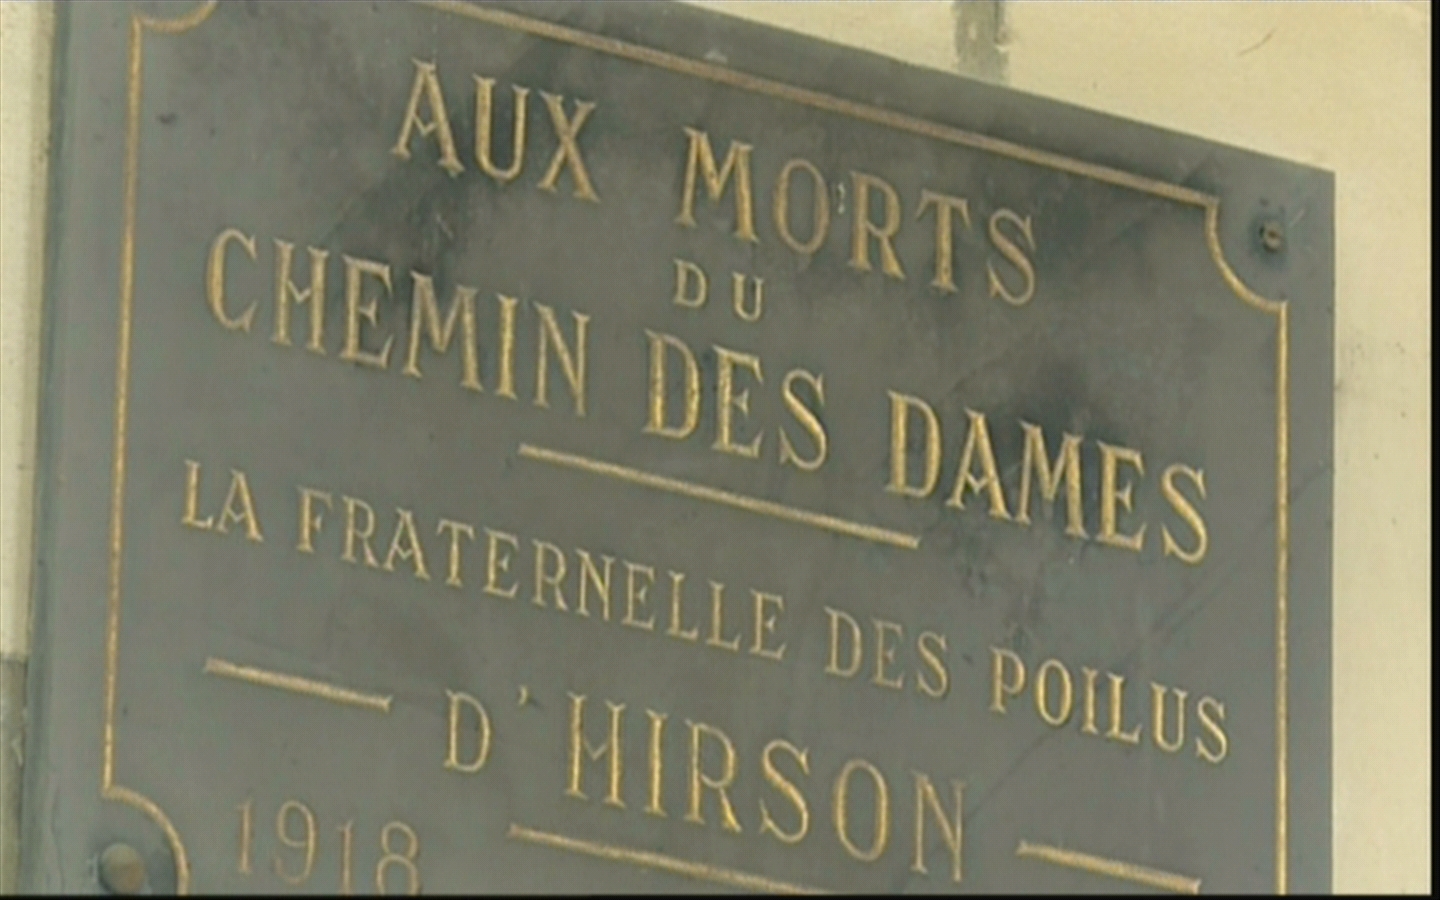 AUX MORTS
DU
CHEMIN DES DAMES
LA FRATERNELLE DES POILUS
D'HIRSON
1918